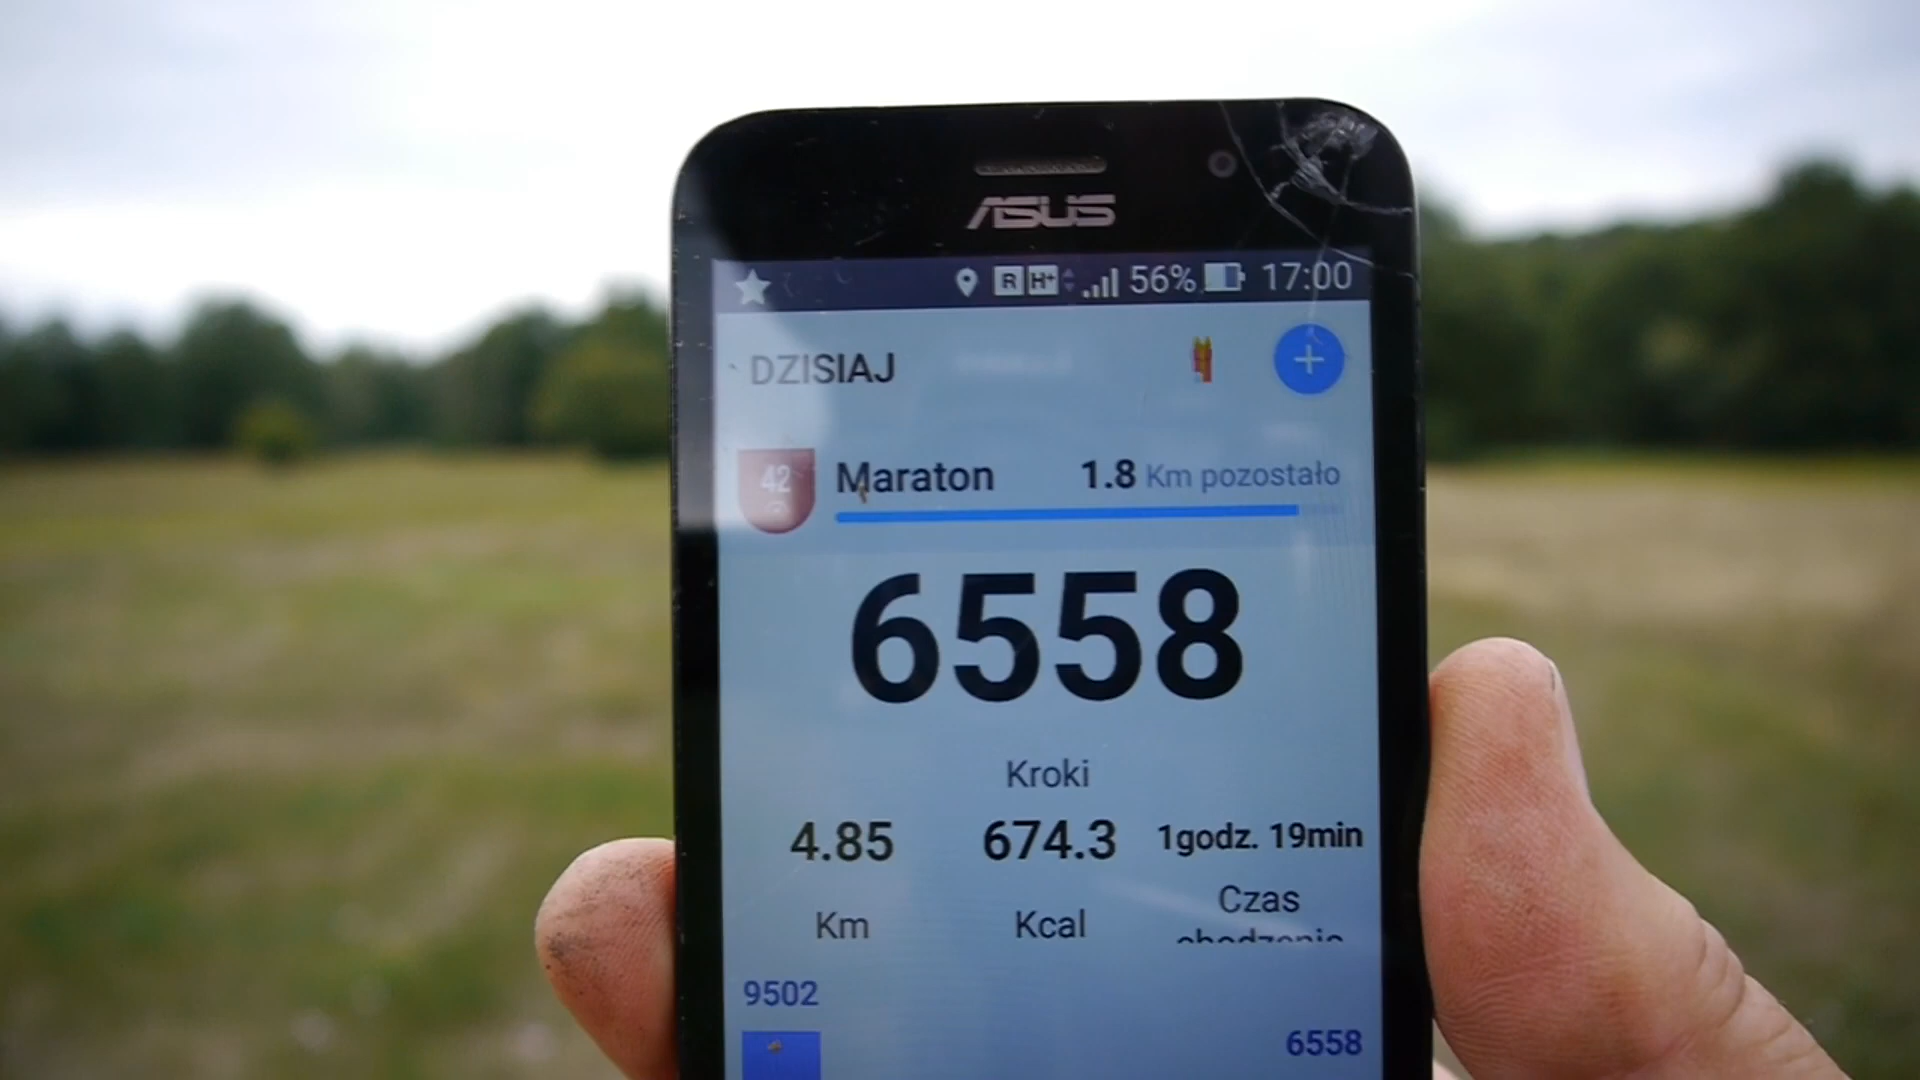 ASUS
R H+ 56% 17:00
DZISIAJ
42 Maraton 1.8 Km pozostało
6558
Kroki
4.85 674.3 1godz. 19min
Km Kcal Czas
chodzenia
9502
6558